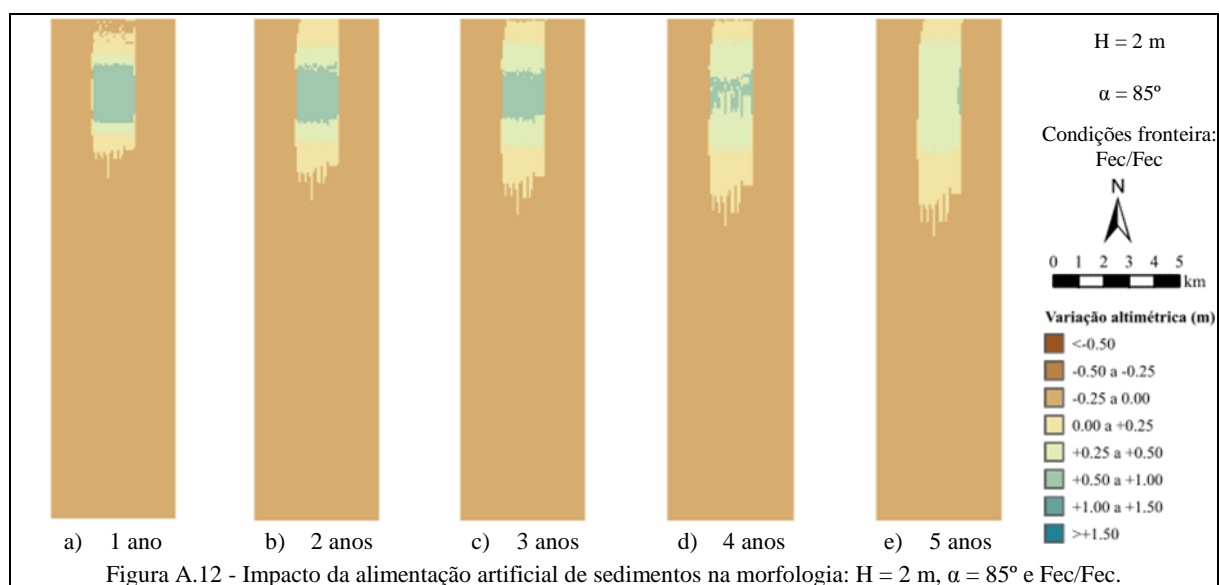 H = 2 m
α = 85º
Condições fronteira:
Fec/Fec
N
0 1 2 3 4 5
km
Variação altimétrica (m)
<-0.50
-0.50 a -0.25
-0.25 a 0.00
0.00 a +0.25
+0.25 a +0.50
+0.50 a +1.00
+1.00 a +1.50
>+1.50
a) 1 ano
b) 2 anos
c) 3 anos
d) 4 anos
e) 5 anos
Figura A.12 - Impacto da alimentação artificial de sedimentos na morfologia: H = 2 m, α = 85º e Fec/Fec.